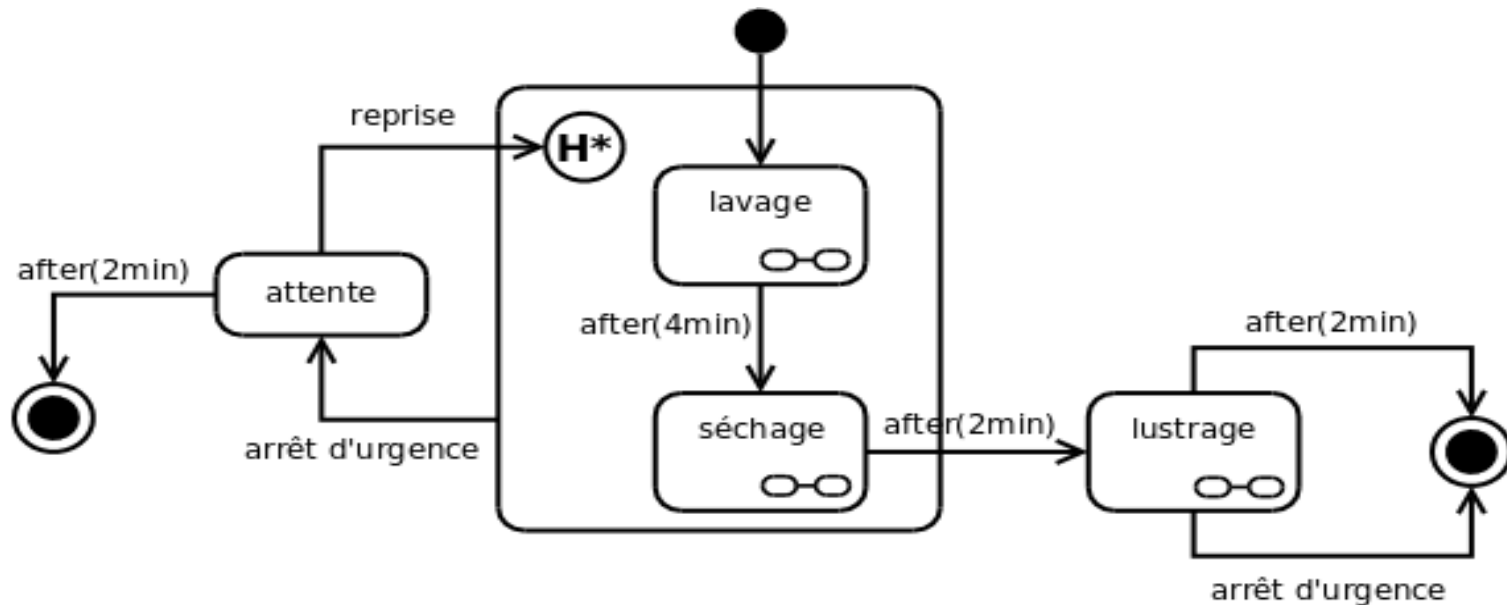 reprise
H*
lavage
after(2min)
attente
after(4min)
after(2min)
séchage
after(2min)
lustrage
arrêt d'urgence
arrêt d'urgence